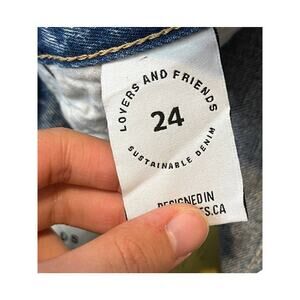 LOVERS AND FRIENDS
24
SUSTAINABLE DENIM
DESIGNED IN